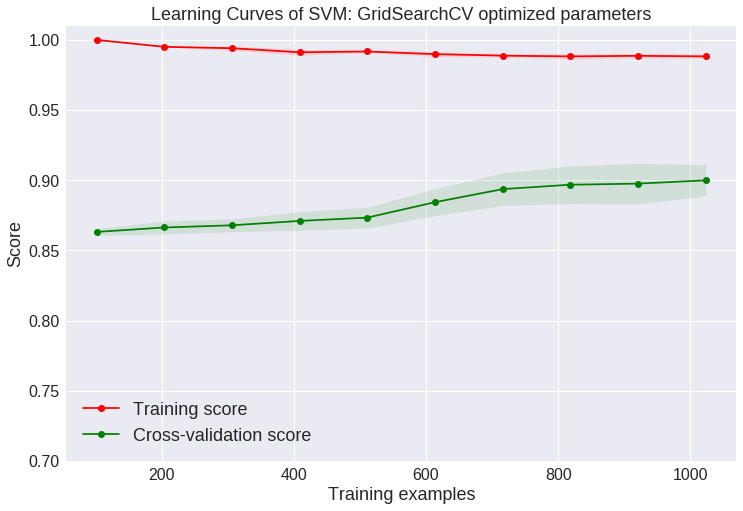 Learning Curves of SVM: GridSearchCV optimized parameters
1.00
0.95
0.90
0.85
0.80
0.75
0.70
Score
Training score
Cross-validation score
200 400 600 800 1000
Training examples